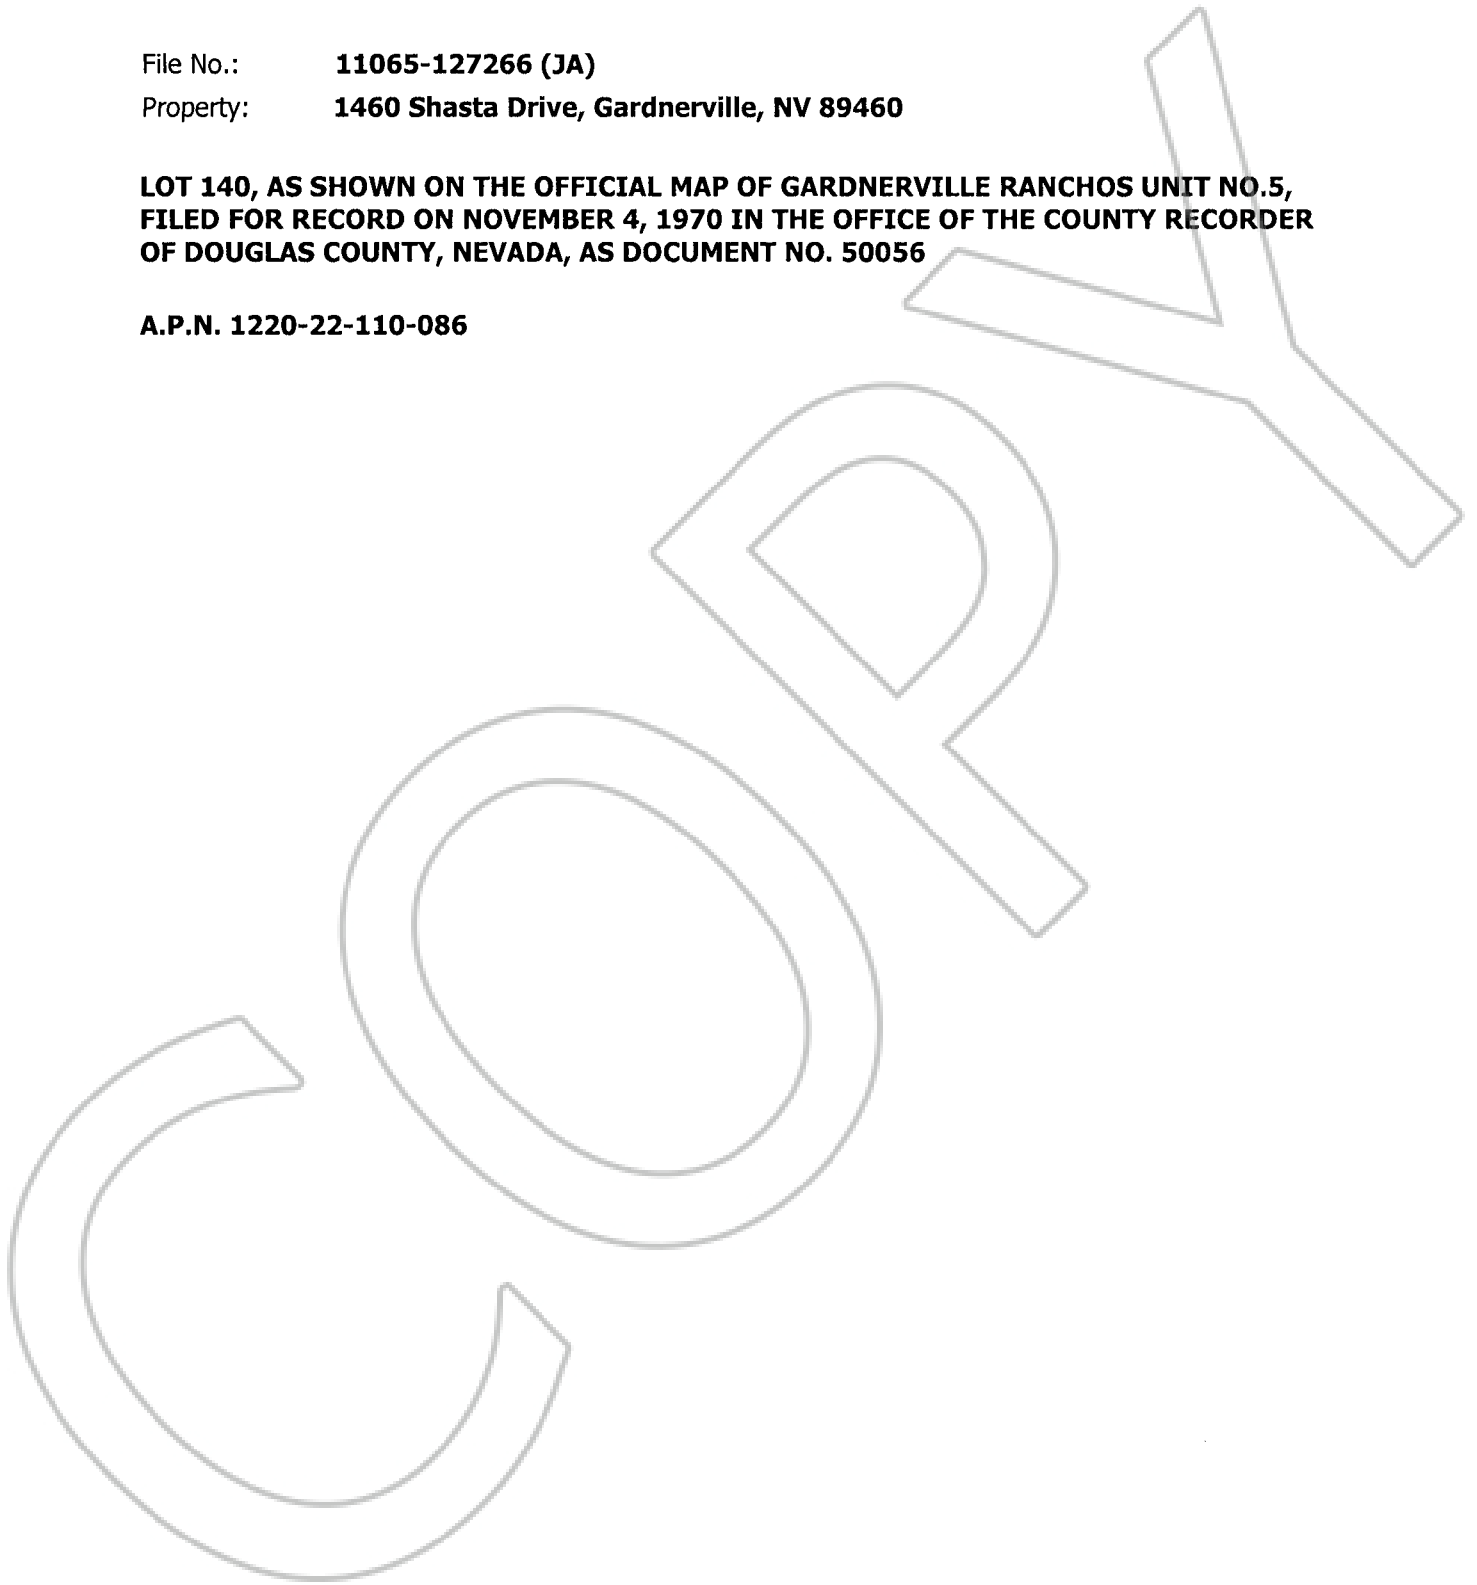 File No.: 11065-127266 (JA)
Property: 1460 Shasta Drive, Gardnerville, NV 89460
LOT 140, AS SHOWN ON THE OFFICIAL MAP OF GARDNERVILLE RANCHOS UNIT NO.5,
FILED FOR RECORD ON NOVEMBER 4, 1970 IN THE OFFICE OF THE COUNTY RECORDER
OF DOUGLAS COUNTY, NEVADA, AS DOCUMENT NO. 50056
A.P.N. 1220-22-110-086
COPY